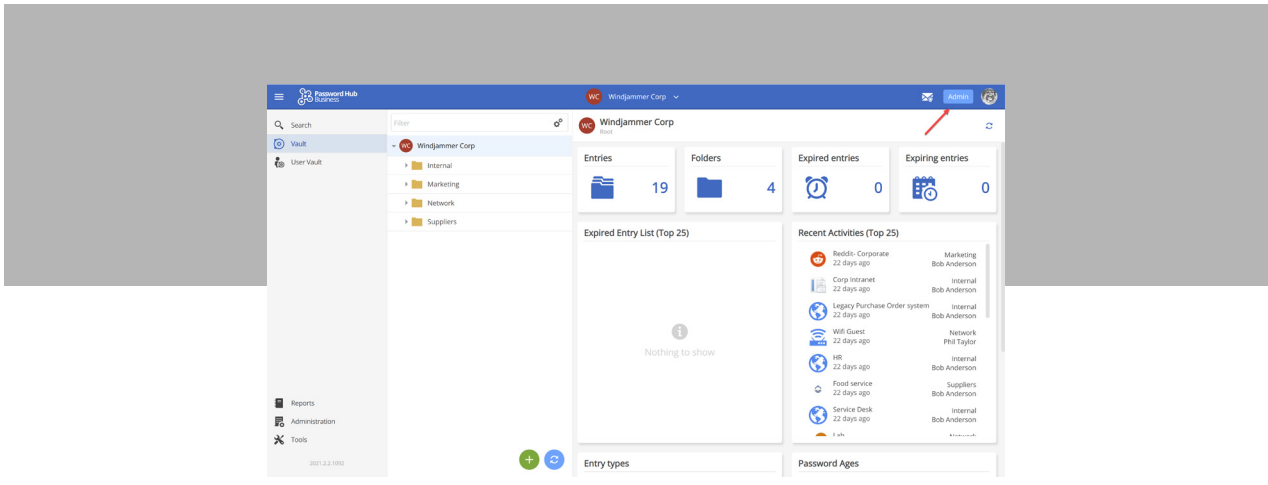 Password Hub
Business
WC Windjammer Corp
Admin
Search
Vault
User Vault
Reports
Administration
Tools
2021.2.2.1092
Filter
WC Windjammer Corp
Internal
Marketing
Network
Suppliers
WC Windjammer Corp
Root
Entries
19
Folders
4
Expired entries
0
Expiring entries
0
Expired Entry List (Top 25)
Nothing to show
Recent Activities (Top 25)
Reddit- Corporate Marketing
22 days ago Bob Anderson
Corp Intranet Internal
22 days ago Bob Anderson
Legacy Purchase Order system Internal
22 days ago Bob Anderson
Wifi Guest Network
22 days ago Phil Taylor
HR Internal
22 days ago Bob Anderson
Food service Suppliers
22 days ago Bob Anderson
Service Desk Internal
22 days ago Bob Anderson
Lab Network
Entry types
Password Ages